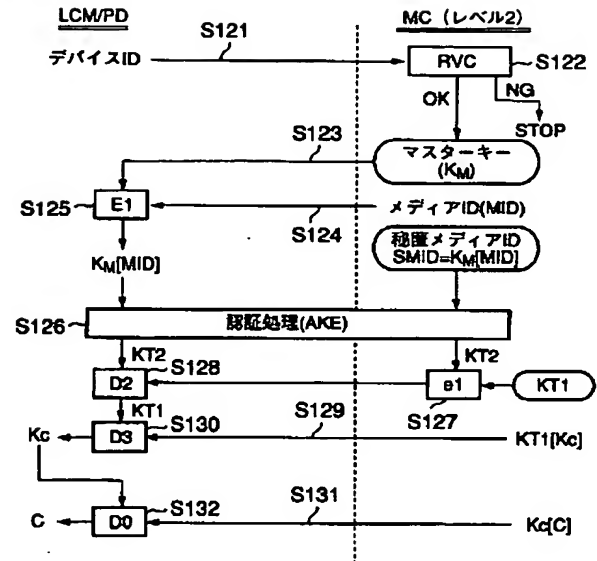 LCM/PD
MC (レベル2)
S121
デバイスID
RVC
S122
OK
NG
STOP
S123
マスターキー
(KM)
S125
E1
S124
メディアID(MID)
KM[MID]
秘匿メディアID
SMID=KM[MID]
S126
認証処理(AKE)
KT2
KT2
D2
S128
e1
KT1
KT1
S127
Kc
D3
S130
S129
KT1[Kc]
C
D0
S132
S131
Kc[C]